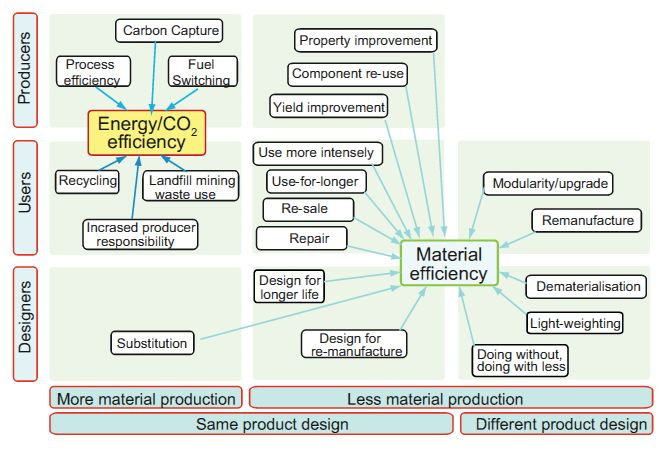 Producers
Carbon Capture
Process
efficiency
Fuel
Switching
Energy/CO2
efficiency
Property improvement
Component re-use
Yield improvement
Users
Recycling
Landfill mining
waste use
Incrased producer
responsibility
Use more intensely
Use-for-longer
Re-sale
Repair
Modularity/upgrade
Remanufacture
Material
efficiency
Designers
Substitution
Design for
longer life
Design for
re-manufacture
Dematerialisation
Light-weighting
Doing without,
doing with less
More material production
Less material production
Same product design
Different product design